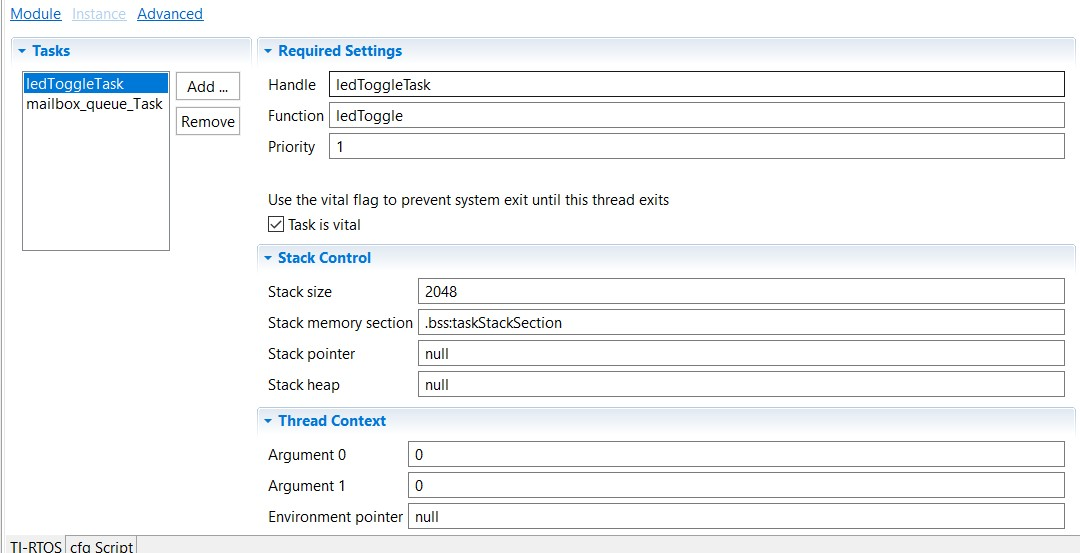 Module Instance Advanced
Tasks
ledToggleTask
mailbox_queue_Task
Add ...
Remove
Required Settings
Handle ledToggleTask
Function ledToggle
Priority 1
Use the vital flag to prevent system exit until this thread exits
Task is vital
Stack Control
Stack size 2048
Stack memory section .bss:taskStackSection
Stack pointer null
Stack heap null
Thread Context
Argument 0 0
Argument 1 0
Environment pointer null
TI-RTOS cfg Script